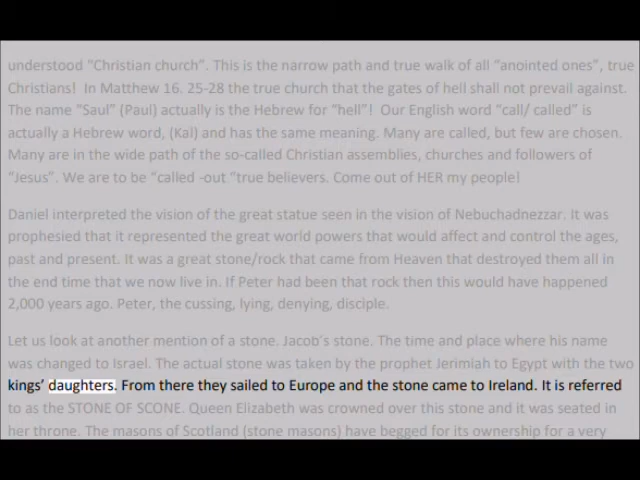 understood "Christian church". This is the narrow path and true walk of all "anointed ones", true
Christians!  In Matthew 16. 25-28 the true church that the gates of hell shall not prevail against.
The name "Saul" (Paul) actually is the Hebrew for "hell"!  Our English word "call/ called" is
actually a Hebrew word, (Kal) and has the same meaning. Many are called, but few are chosen.
Many are in the wide path of the so-called Christian assemblies, churches and followers of
"Jesus". We are to be "called -out "true believers. Come out of HER my people!
Daniel interpreted the vision of the great statue seen in the vision of Nebuchadnezzar. It was
prophesied that it represented the great world powers that would affect and control the ages,
past and present. It was a great stone/rock that came from Heaven that destroyed them all in
the end time that we now live in. If Peter had been that rock then this would have happened
2,000 years ago. Peter, the cussing, lying, denying, disciple.
Let us look at another mention of a stone. Jacob's stone. The time and place where his name
was changed to Israel. The actual stone was taken by the prophet Jerimiah to Egypt with the two
kings' daughters. From there they sailed to Europe and the stone came to Ireland. It is referred
to as the STONE OF SCONE. Queen Elizabeth was crowned over this stone and it was seated in
her throne. The masons of Scotland (stone masons) have begged for its ownership for a very